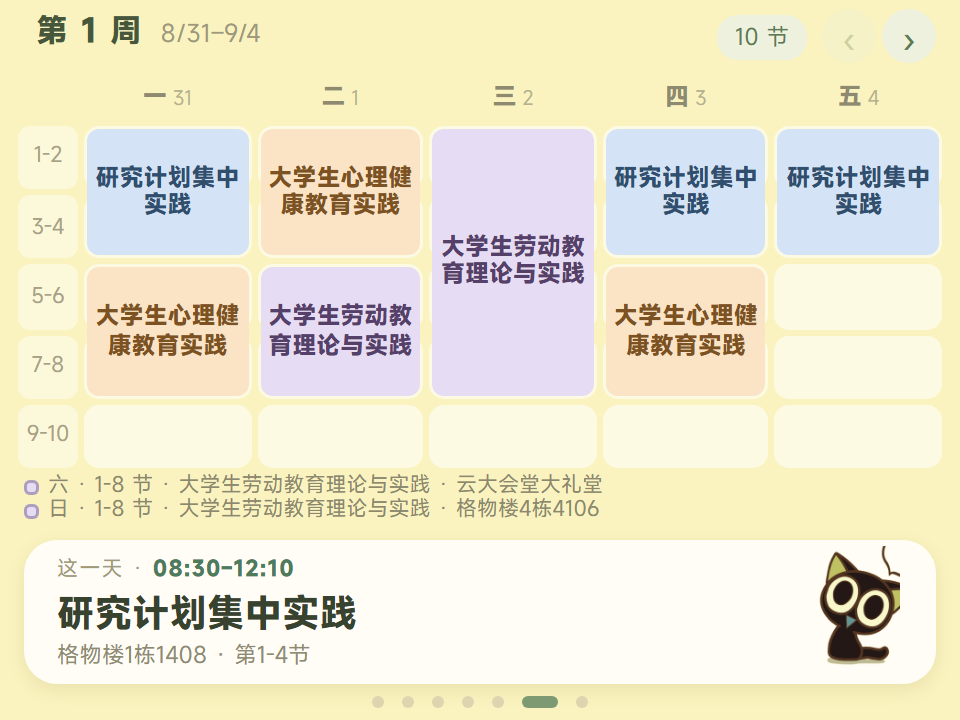 第 1 周 8/31–9/4 10 节 ‹ ›
一 31 二 1 三 2 四 3 五 4
1-2
3-4
5-6
7-8
9-10
研究计划集中
实践
大学生心理健
康教育实践
大学生心理健
康教育实践
大学生劳动教
育理论与实践
大学生劳动教
育理论与实践
研究计划集中
实践
大学生心理健
康教育实践
研究计划集中
实践
六 · 1-8 节 · 大学生劳动教育理论与实践 · 云大会堂大礼堂
日 · 1-8 节 · 大学生劳动教育理论与实践 · 格物楼4栋4106
这一天 · 08:30–12:10
研究计划集中实践
格物楼1栋1408 · 第1-4节